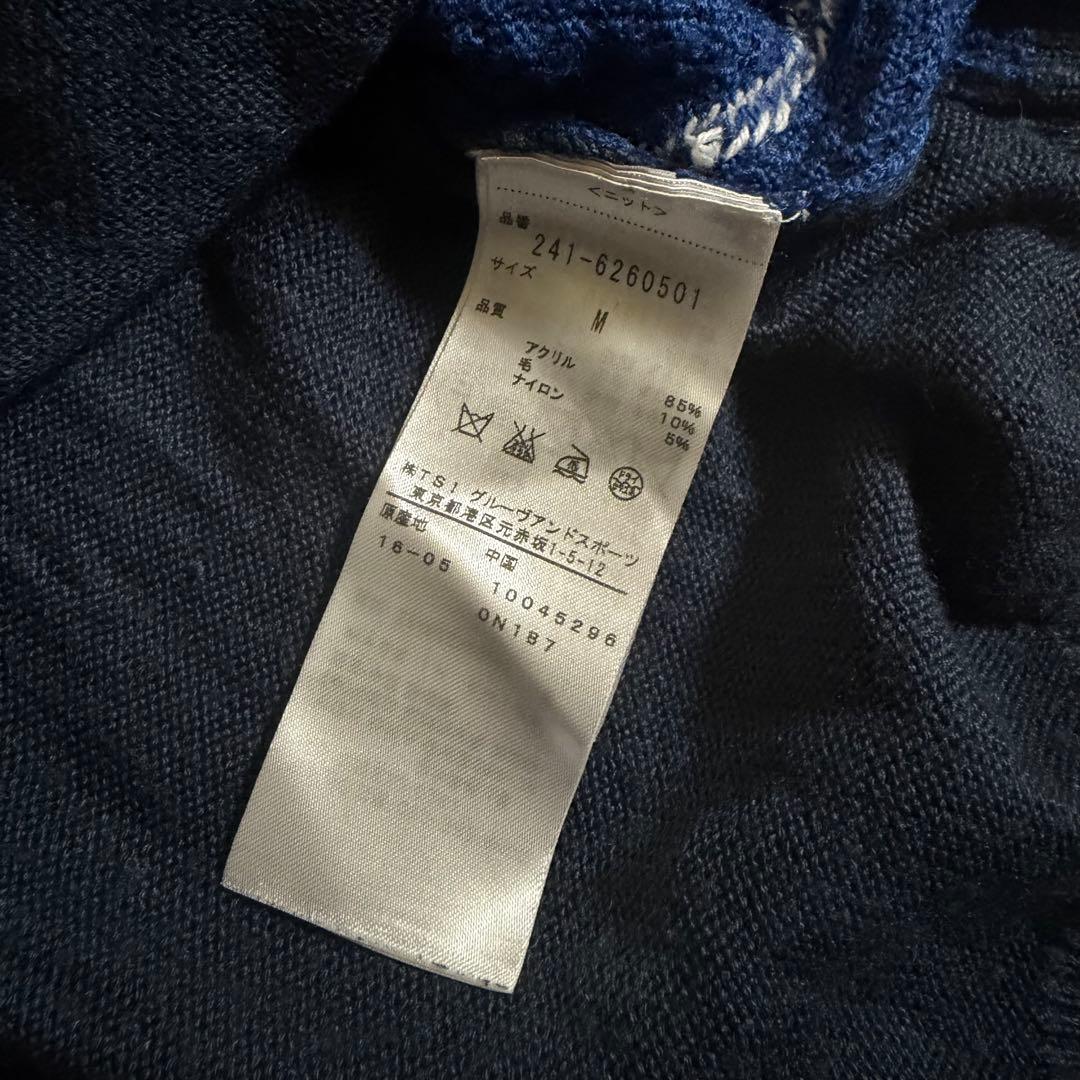 <ニット>
品番 241-6260501
サイズ M
品質
アクリル 85%
毛 10%
ナイロン 5%
ドライ
株TSI グルーヴアンドスポーツ
東京都港区元赤坂1-5-12
原産地 中国
16-05 10045296
0N187